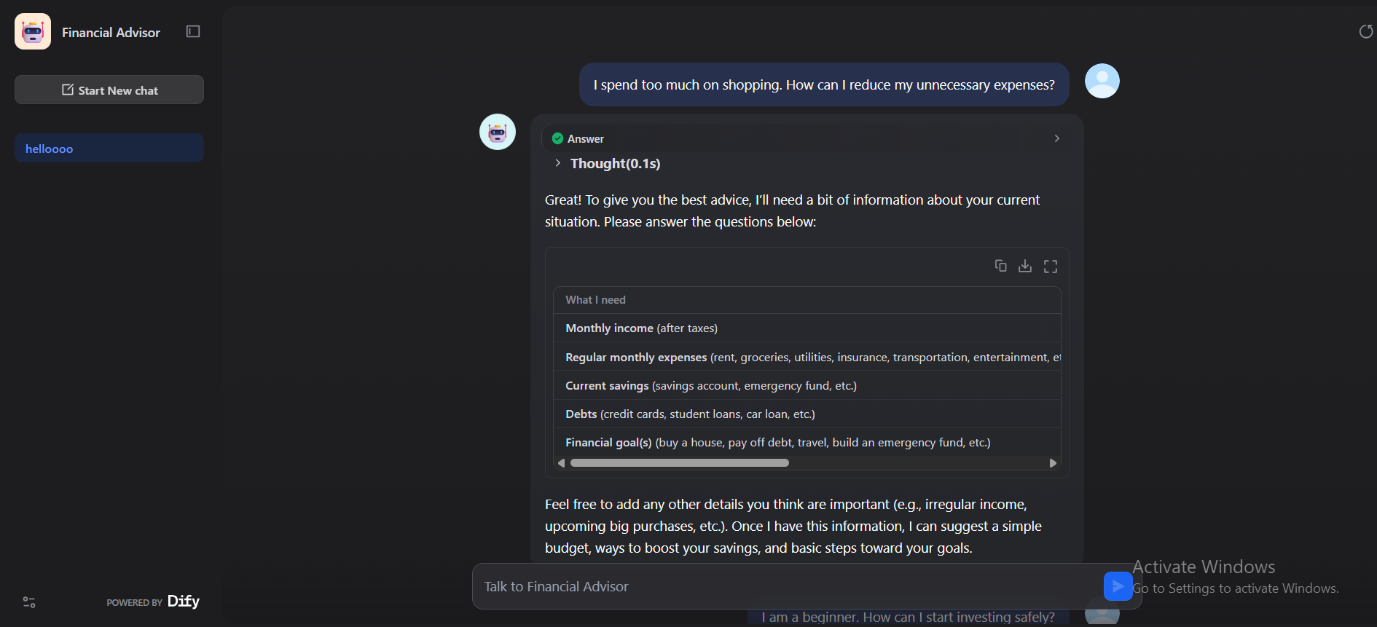 Financial Advisor
Start New chat
helloooo
I spend too much on shopping. How can I reduce my unnecessary expenses?
Answer
Thought(0.1s)
Great! To give you the best advice, I'll need a bit of information about your current
situation. Please answer the questions below:
What I need
Monthly income (after taxes)
Regular monthly expenses (rent, groceries, utilities, insurance, transportation, entertainment, et
Current savings (savings account, emergency fund, etc.)
Debts (credit cards, student loans, car loan, etc.)
Financial goal(s) (buy a house, pay off debt, travel, build an emergency fund, etc.)
Feel free to add any other details you think are important (e.g., irregular income,
upcoming big purchases, etc.). Once I have this information, I can suggest a simple
budget, ways to boost your savings, and basic steps toward your goals.
Talk to Financial Advisor
I am a beginner. How can I start investing safely?
POWERED BY Dify
Activate Windows
Go to Settings to activate Windows.